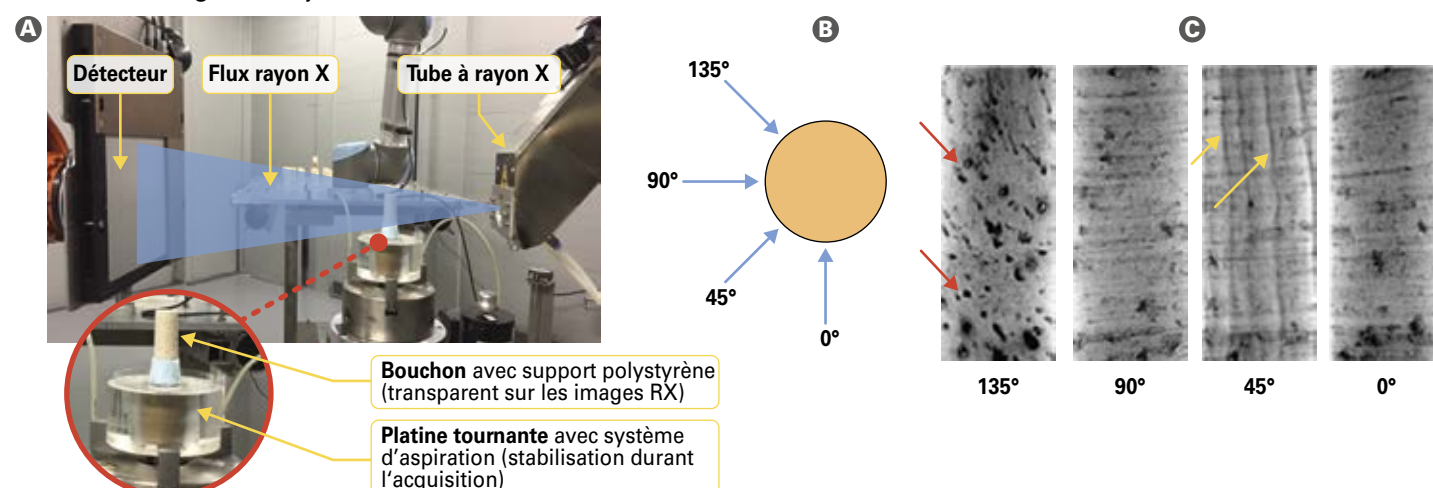 A
Détecteur
Flux rayon X
Tube à rayon X
Bouchon avec support polystyrène
(transparent sur les images RX)
Platine tournante avec système
d'aspiration (stabilisation durant
l'acquisition)
B
135°
90°
45°
0°
C
135°
90°
45°
0°